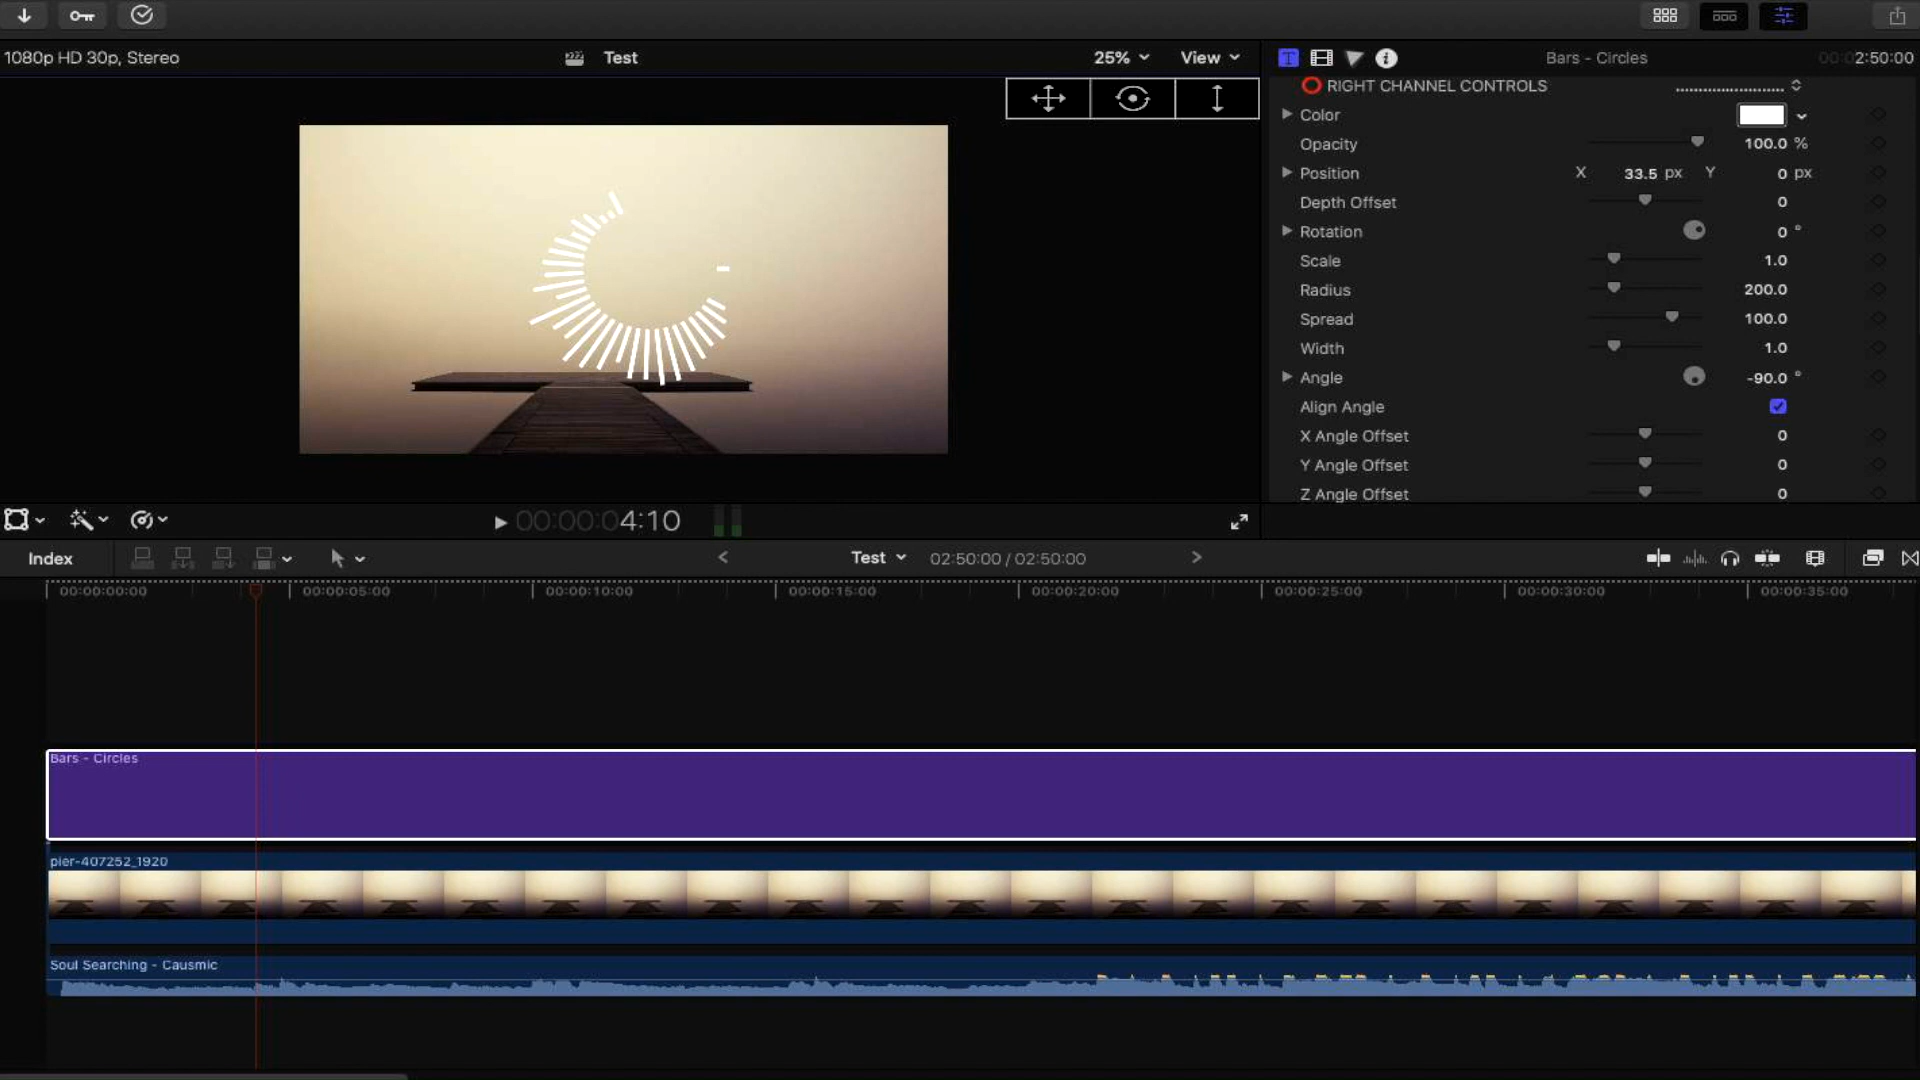 1080p HD 30p, Stereo
Test
25%
View
Bars - Circles
00:02:50:00
RIGHT CHANNEL CONTROLS
Color
Opacity
100.0 %
Position
X
33.5 px
Y
0 px
Depth Offset
0
Rotation
0 °
Scale
1.0
Radius
200.0
Spread
100.0
Width
1.0
Angle
-90.0 °
Align Angle
X Angle Offset
0
Y Angle Offset
0
Z Angle Offset
0
00:00:04:10
Index
Test
02:50:00 / 02:50:00
00:00:00:00
00:00:05:00
00:00:10:00
00:00:15:00
00:00:20:00
00:00:25:00
00:00:30:00
00:00:35:00
Bars - Circles
pier-407252_1920
Soul Searching - Causmic